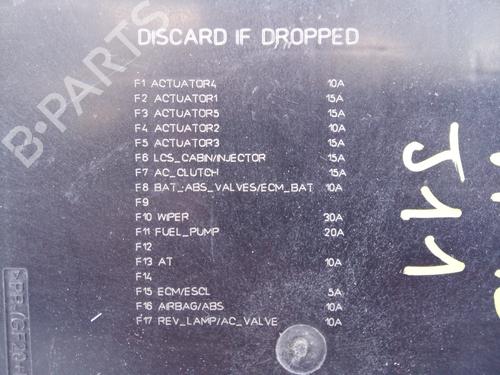 DISCARD IF DROPPED
F1 ACTUATOR4 10A
F2 ACTUATOR1 15A
F3 ACTUATOR5 15A
F4 ACTUATOR2 10A
F5 ACTUATOR3 15A
F6 LCS_CABIN/INJECTOR 15A
F7 AC_CLUTCH 15A
F8 BAT_ABS_VALVES/ECM_BAT 10A
F9
F10 WIPER 30A
F11 FUEL_PUMP 20A
F12
F13 AT 10A
F14
F15 ECM/ESCL 5A
F16 AIRBAG/ABS 10A
F17 REV_LAMP/AC_VALVE 10A
B-PARTS
J11